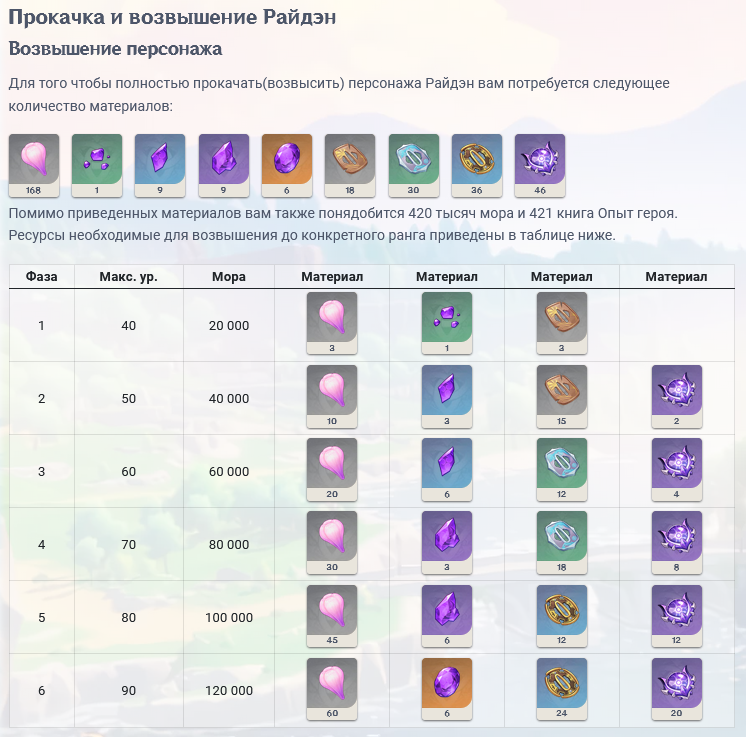 Прокачка и возвышение Райдэн
Возвышение персонажа
Для того чтобы полностью прокачать(возвысить) персонажа Райдэн вам потребуется следующее
количество материалов:
168 1 9 9 6 18 30 36 46
Помимо приведенных материалов вам также понядобится 420 тысяч мора и 421 книга Опыт героя.
Ресурсы необходимые для возвышения до конкретного ранга приведены в таблице ниже.
Фаза Макс. ур. Мора Материал Материал Материал Материал
1 40 20 000 3 1 3
2 50 40 000 10 3 15 2
3 60 60 000 20 6 12 4
4 70 80 000 30 3 18 8
5 80 100 000 45 6 12 12
6 90 120 000 60 6 24 20